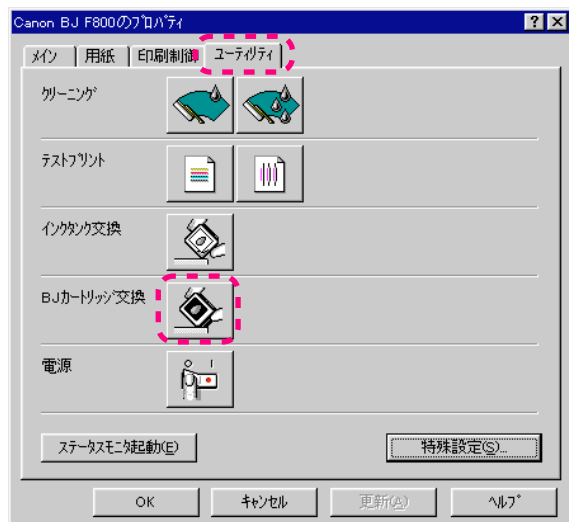 Canon BJ F800のﾌﾟﾛﾊﾟﾃｨ
ﾒｲﾝ 用紙 印刷制御 ﾕｰﾃｨﾘﾃｨ
ｸﾘｰﾆﾝｸﾞ
ﾃｽﾄﾌﾟﾘﾝﾄ
ｲﾝｸﾀﾝｸ交換
BJｶｰﾄﾘｯｼﾞ交換
電源
ｽﾃｰﾀｽﾓﾆﾀ起動(E) 特殊設定(S)...
OK ｷｬﾝｾﾙ 更新(A) ﾍﾙﾌﾟ